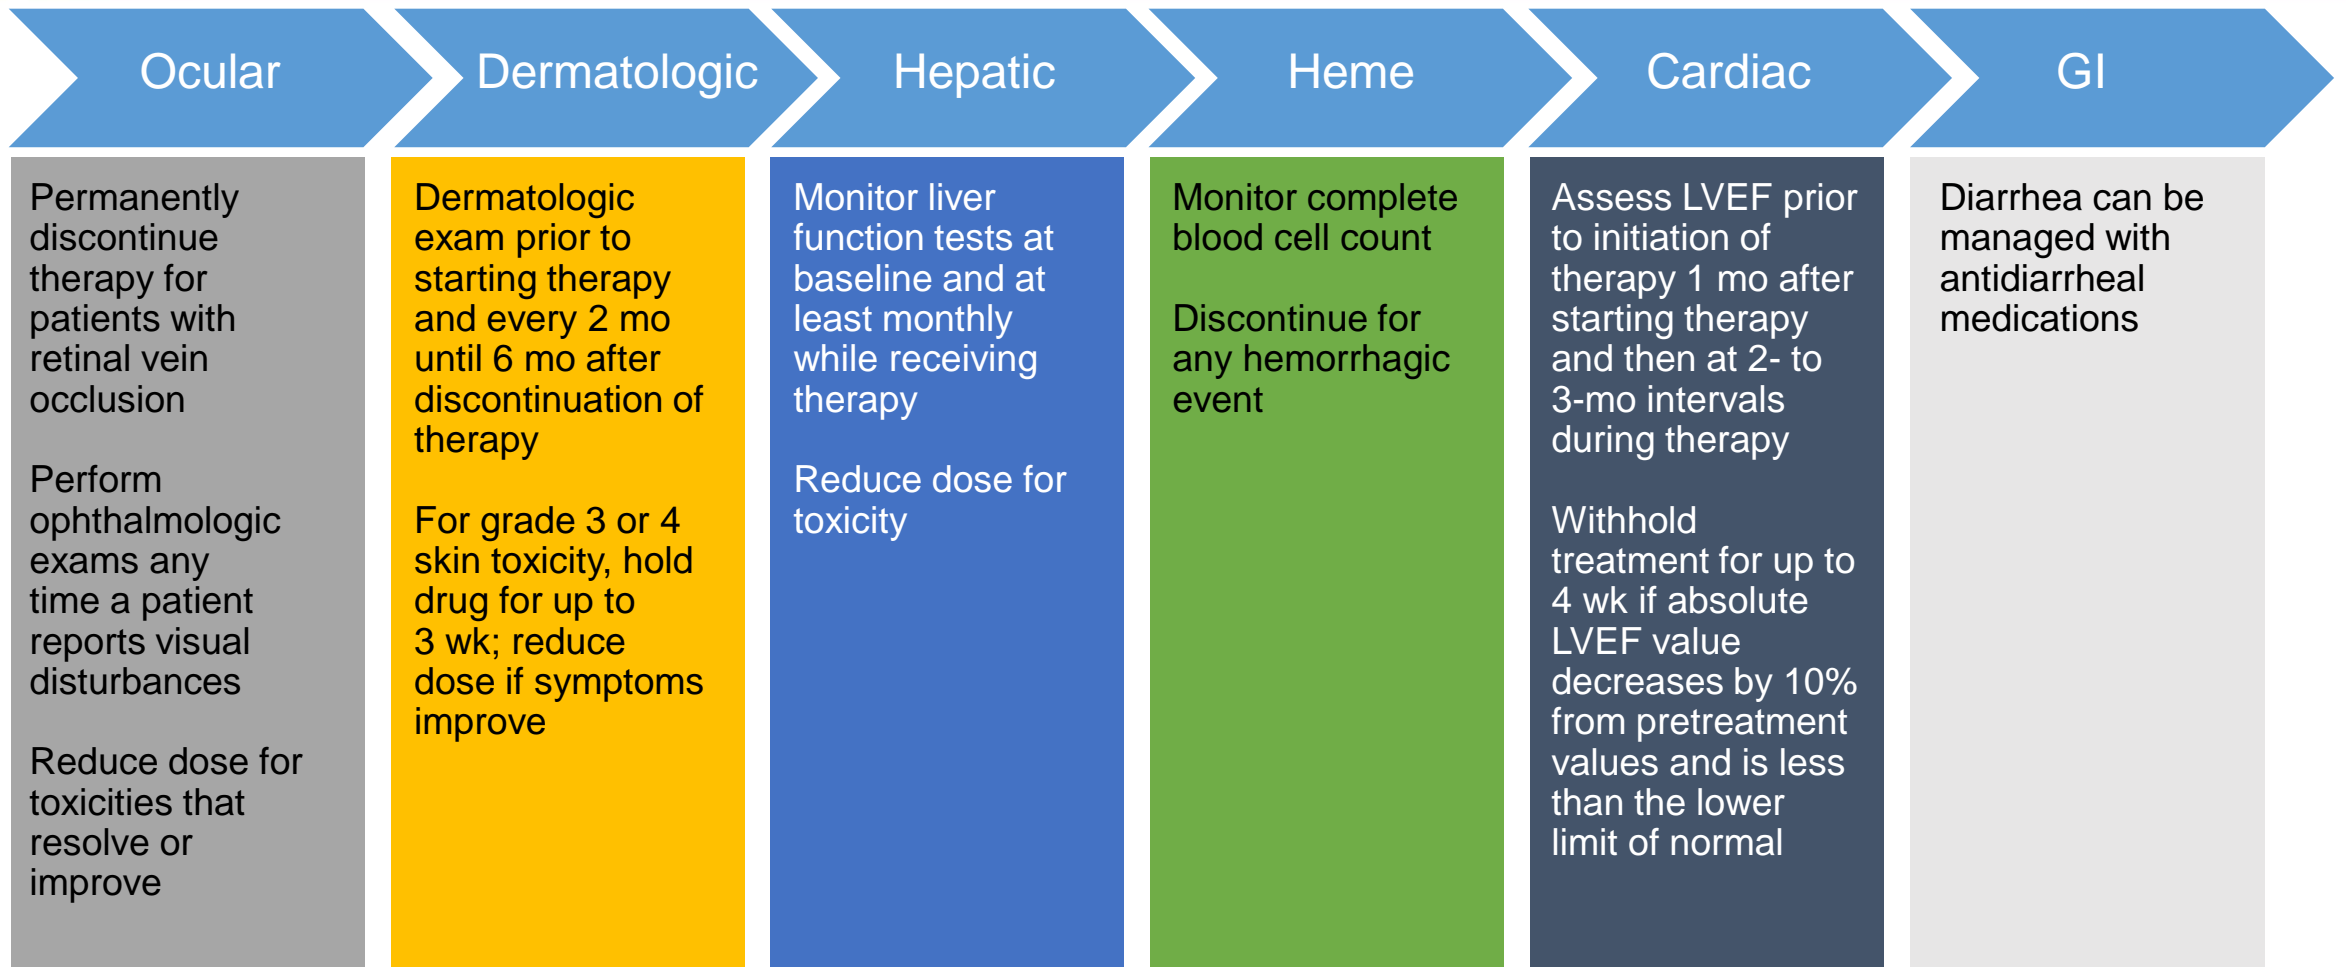 Ocular
Permanently
discontinue
therapy for
patients with
retinal vein
occlusion
Perform
ophthalmologic
exams any
time a patient
reports visual
disturbances
Reduce dose for
toxicities that
resolve or
improve
Dermatologic
Dermatologic
exam prior to
starting therapy
and every 2 mo
until 6 mo after
discontinuation of
therapy
For grade 3 or 4
skin toxicity, hold
drug for up to
3 wk; reduce
dose if symptoms
improve
Hepatic
Monitor liver
function tests at
baseline and at
least monthly
while receiving
therapy
Reduce dose for
toxicity
Heme
Monitor complete
blood cell count
Discontinue for
any hemorrhagic
event
Cardiac
Assess LVEF prior
to initiation of
therapy 1 mo after
starting therapy
and then at 2- to
3-mo intervals
during therapy
Withhold
treatment for up to
4 wk if absolute
LVEF value
decreases by 10%
from pretreatment
values and is less
than the lower
limit of normal
GI
Diarrhea can be
managed with
antidiarrheal
medications